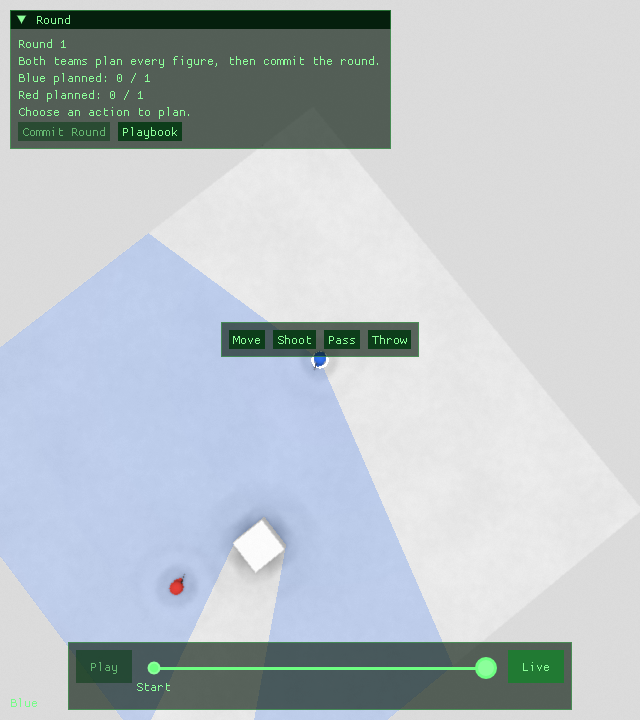 Round
Round 1
Both teams plan every figure, then commit the round.
Blue planned: 0 / 1
Red planned: 0 / 1
Choose an action to plan.
Commit Round Playbook
Move Shoot Pass Throw
Play Live
Start
Blue